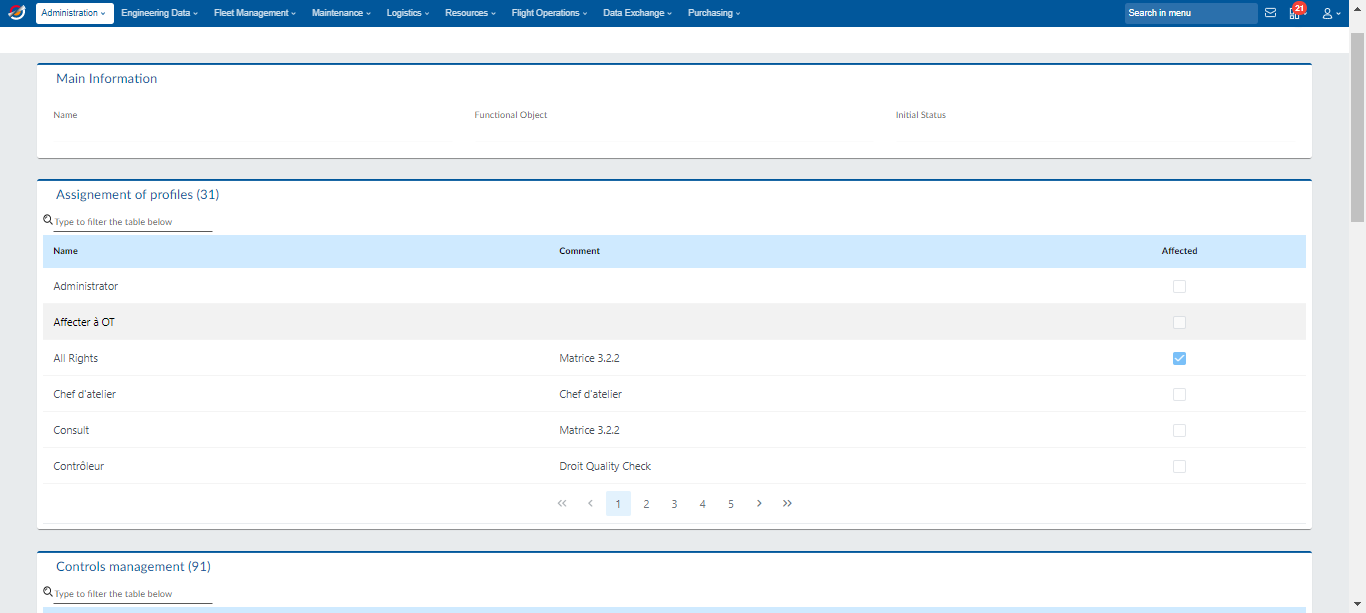 Administration Engineering Data Fleet Management Maintenance Logistics Resources Flight Operations Data Exchange Purchasing Search in menu 21
Main Information
Name Functional Object Initial Status
Assignement of profiles (31)
Type to filter the table below
Name Comment Affected
Administrator
Affecter à OT
All Rights Matrice 3.2.2
Chef d'atelier Chef d'atelier
Consult Matrice 3.2.2
Contrôleur Droit Quality Check
« ‹ 1 2 3 4 5 › »
Controls management (91)
Type to filter the table below